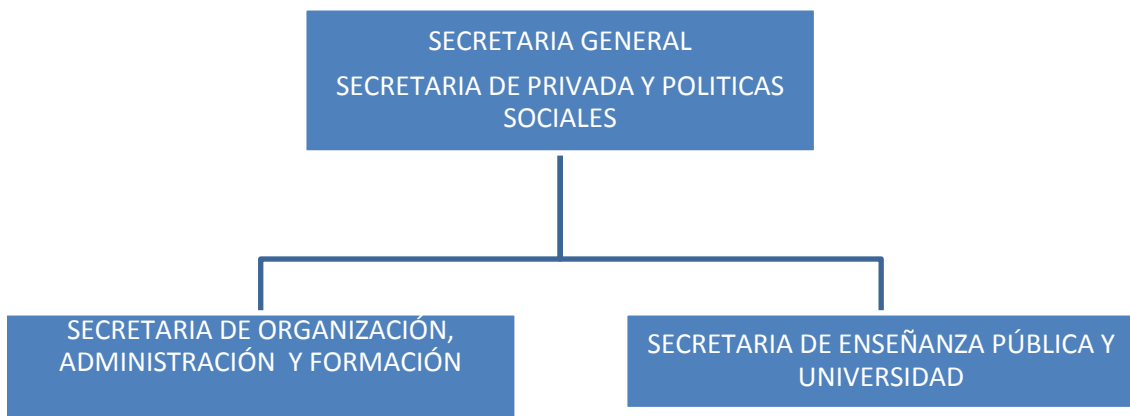 SECRETARIA GENERAL
SECRETARIA DE PRIVADA Y POLITICAS
SOCIALES
SECRETARIA DE ORGANIZACIÓN,
ADMINISTRACIÓN Y FORMACIÓN
SECRETARIA DE ENSEÑANZA PÚBLICA Y
UNIVERSIDAD